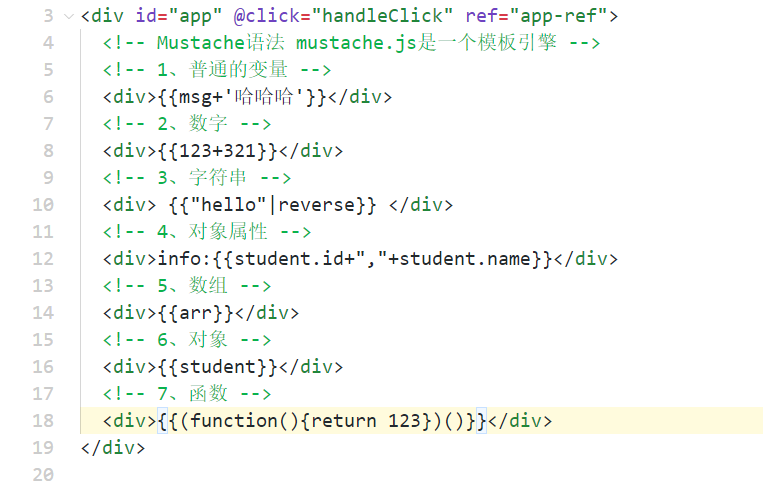 3 <div id="app" @click="handleClick" ref="app-ref">
4 <!-- Mustache语法 mustache.js是一个模板引擎 -->
5 <!-- 1、普通的变量 -->
6 <div>{{msg+'哈哈哈'}}</div>
7 <!-- 2、数字 -->
8 <div>{{123+321}}</div>
9 <!-- 3、字符串 -->
10 <div> {{"hello"|reverse}} </div>
11 <!-- 4、对象属性 -->
12 <div>info:{{student.id+","+student.name}}</div>
13 <!-- 5、数组 -->
14 <div>{{arr}}</div>
15 <!-- 6、对象 -->
16 <div>{{student}}</div>
17 <!-- 7、函数 -->
18 <div>{{(function(){return 123})()}}</div>
19 </div>
20